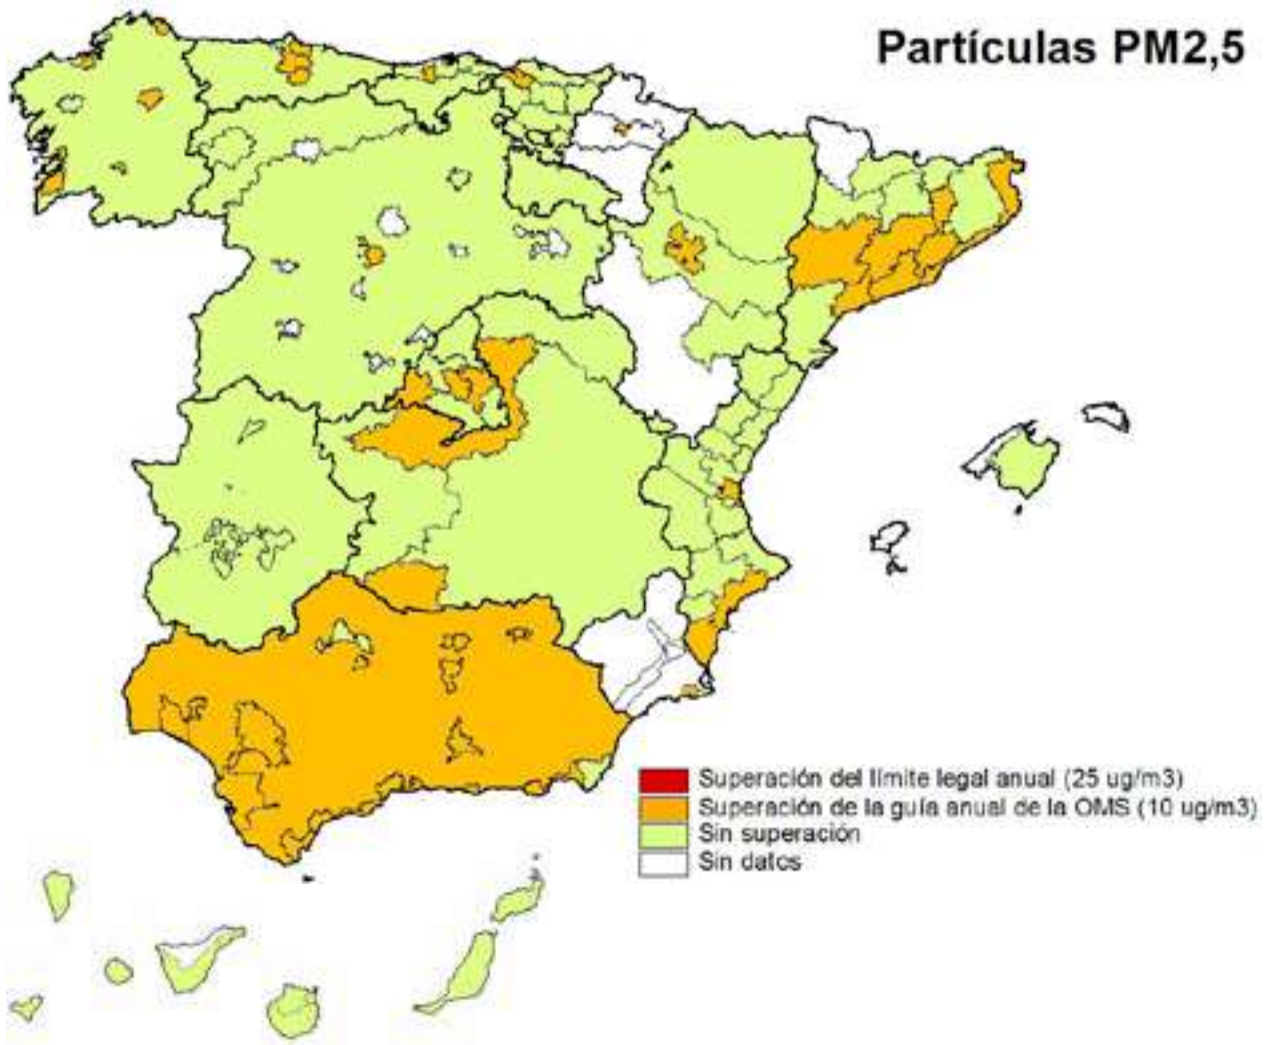 Partículas PM2,5
Superación del límite legal anual (25 ug/m3)
Superación de la guía anual de la OMS (10 ug/m3)
Sin superación
Sin datos